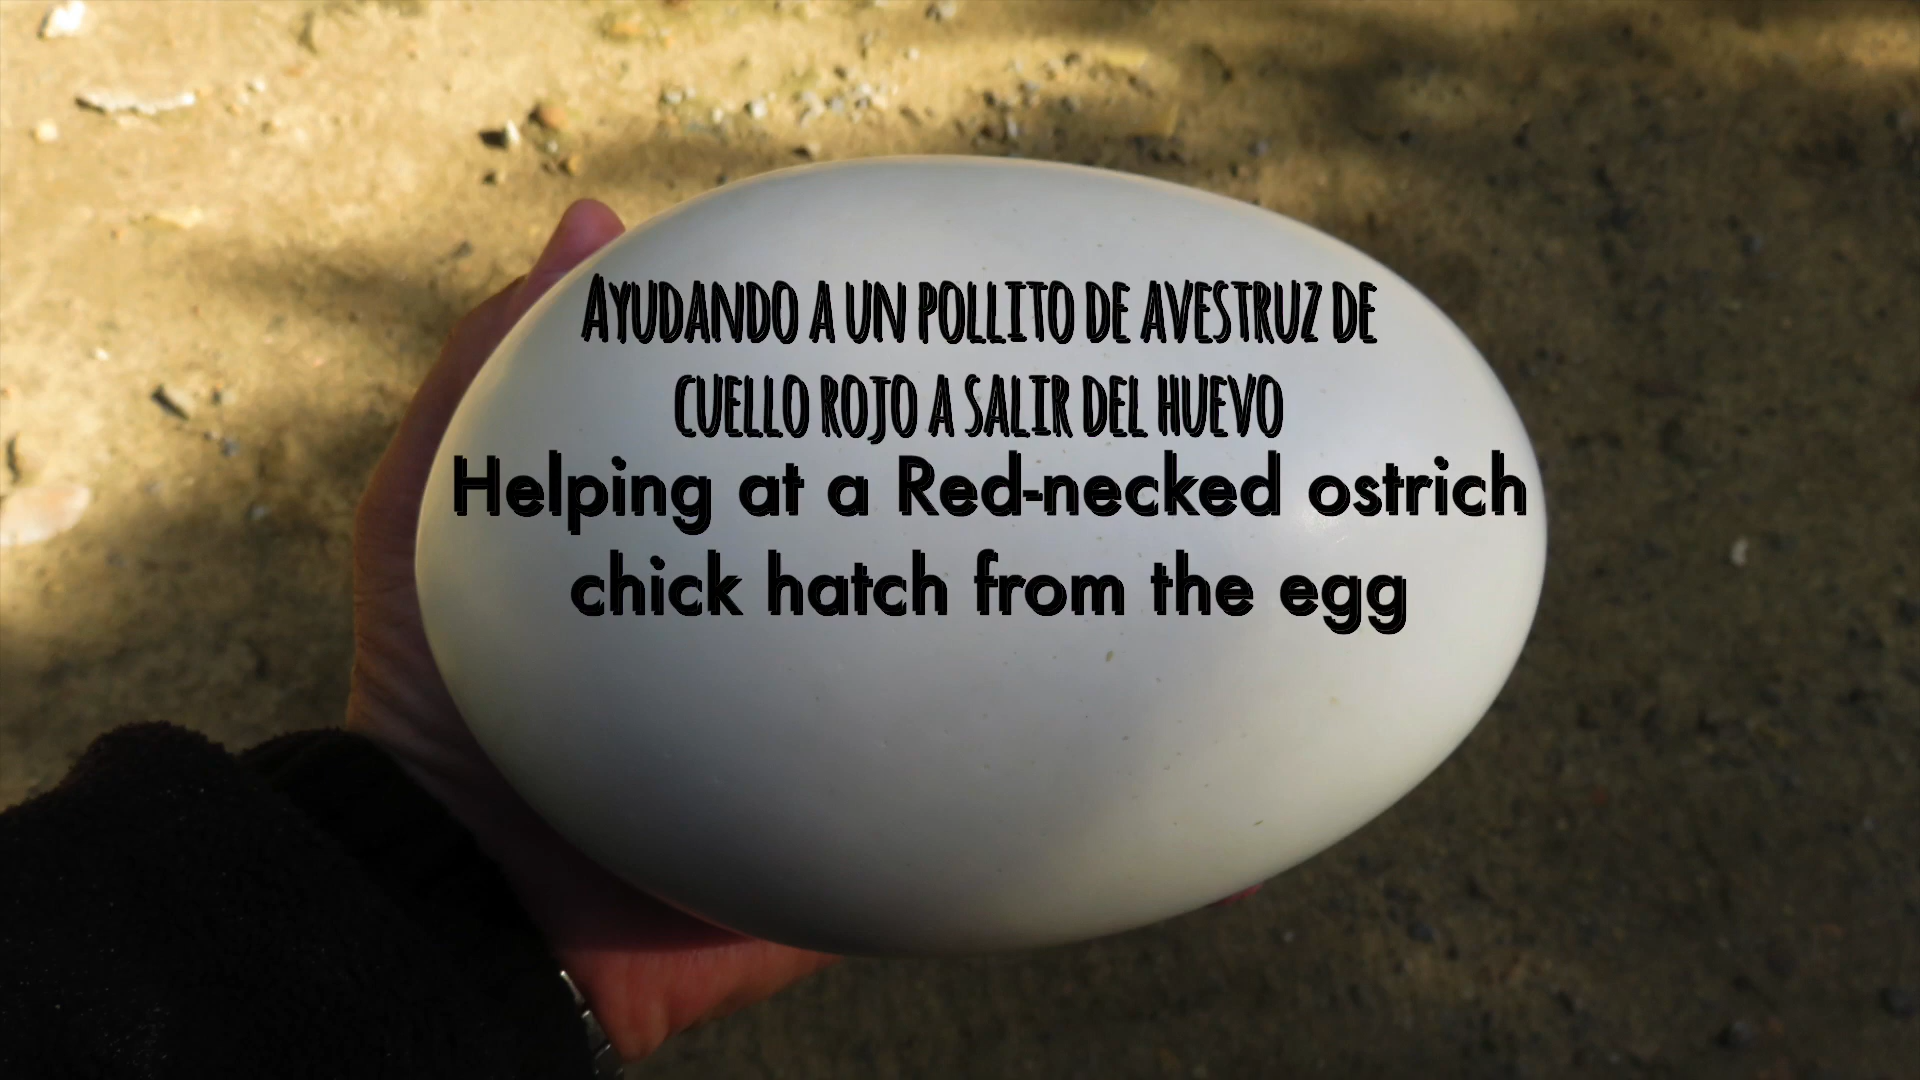 Ayudando a un pollito de avestruz de
cuello rojo a salir del huevo
Helping at a Red-necked ostrich
chick hatch from the egg